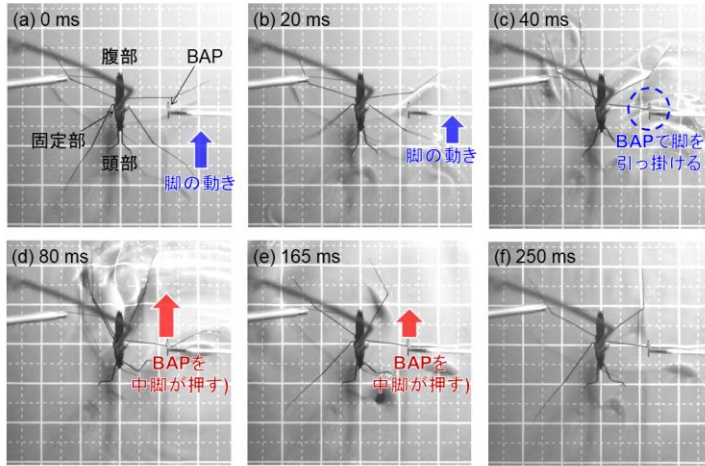 (a) 0 ms
腹部
BAP
固定部
頭部
脚の動き
(b) 20 ms
脚の動き
(c) 40 ms
BAPで脚を
引っ掛ける
(d) 80 ms
BAPを
中脚が押す)
(e) 165 ms
BAPを
中脚が押す)
(f) 250 ms